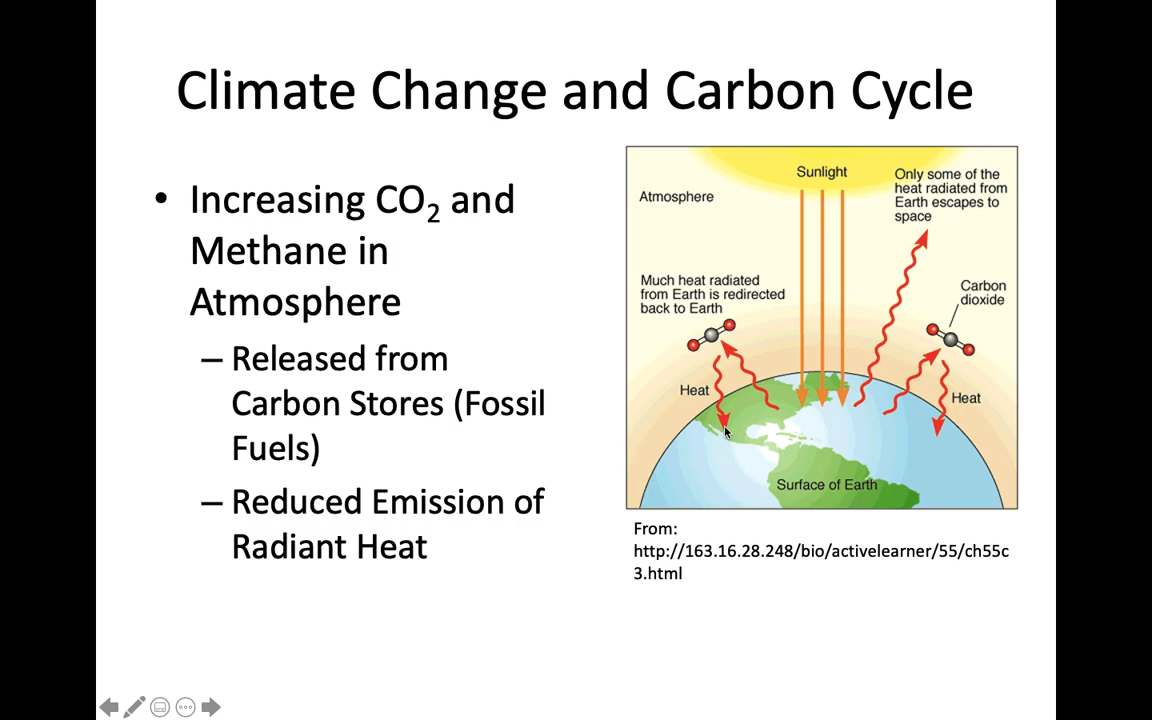 Climate Change and Carbon Cycle
• Increasing CO₂ and
Methane in
Atmosphere
– Released from
Carbon Stores (Fossil
Fuels)
– Reduced Emission of
Radiant Heat
Sunlight
Atmosphere
Only some of the
heat radiated from
Earth escapes to
space
Much heat radiated
from Earth is redirected
back to Earth
Carbon
dioxide
Heat
Heat
Surface of Earth
From:
http://163.16.28.248/bio/activelearner/55/ch55c
3.html